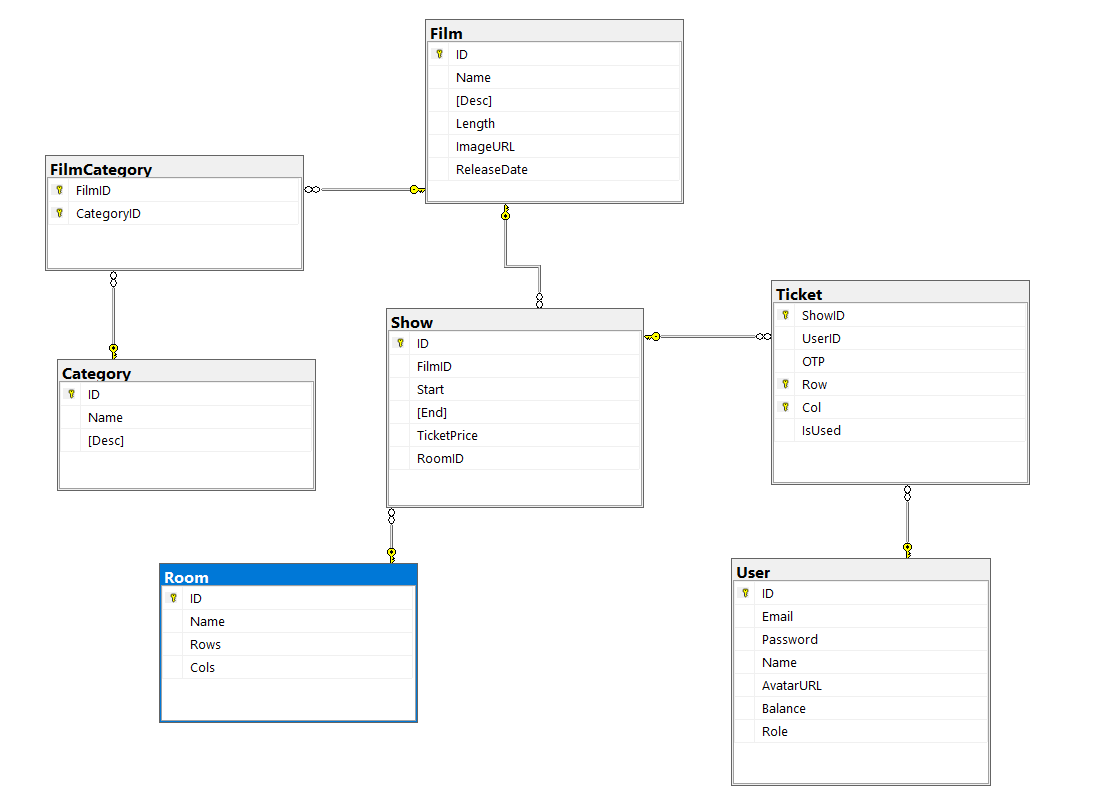 Film
ID
Name
[Desc]
Length
ImageURL
ReleaseDate
FilmCategory
FilmID
CategoryID
Category
ID
Name
[Desc]
Show
ID
FilmID
Start
[End]
TicketPrice
RoomID
Ticket
ShowID
UserID
OTP
Row
Col
IsUsed
Room
ID
Name
Rows
Cols
User
ID
Email
Password
Name
AvatarURL
Balance
Role